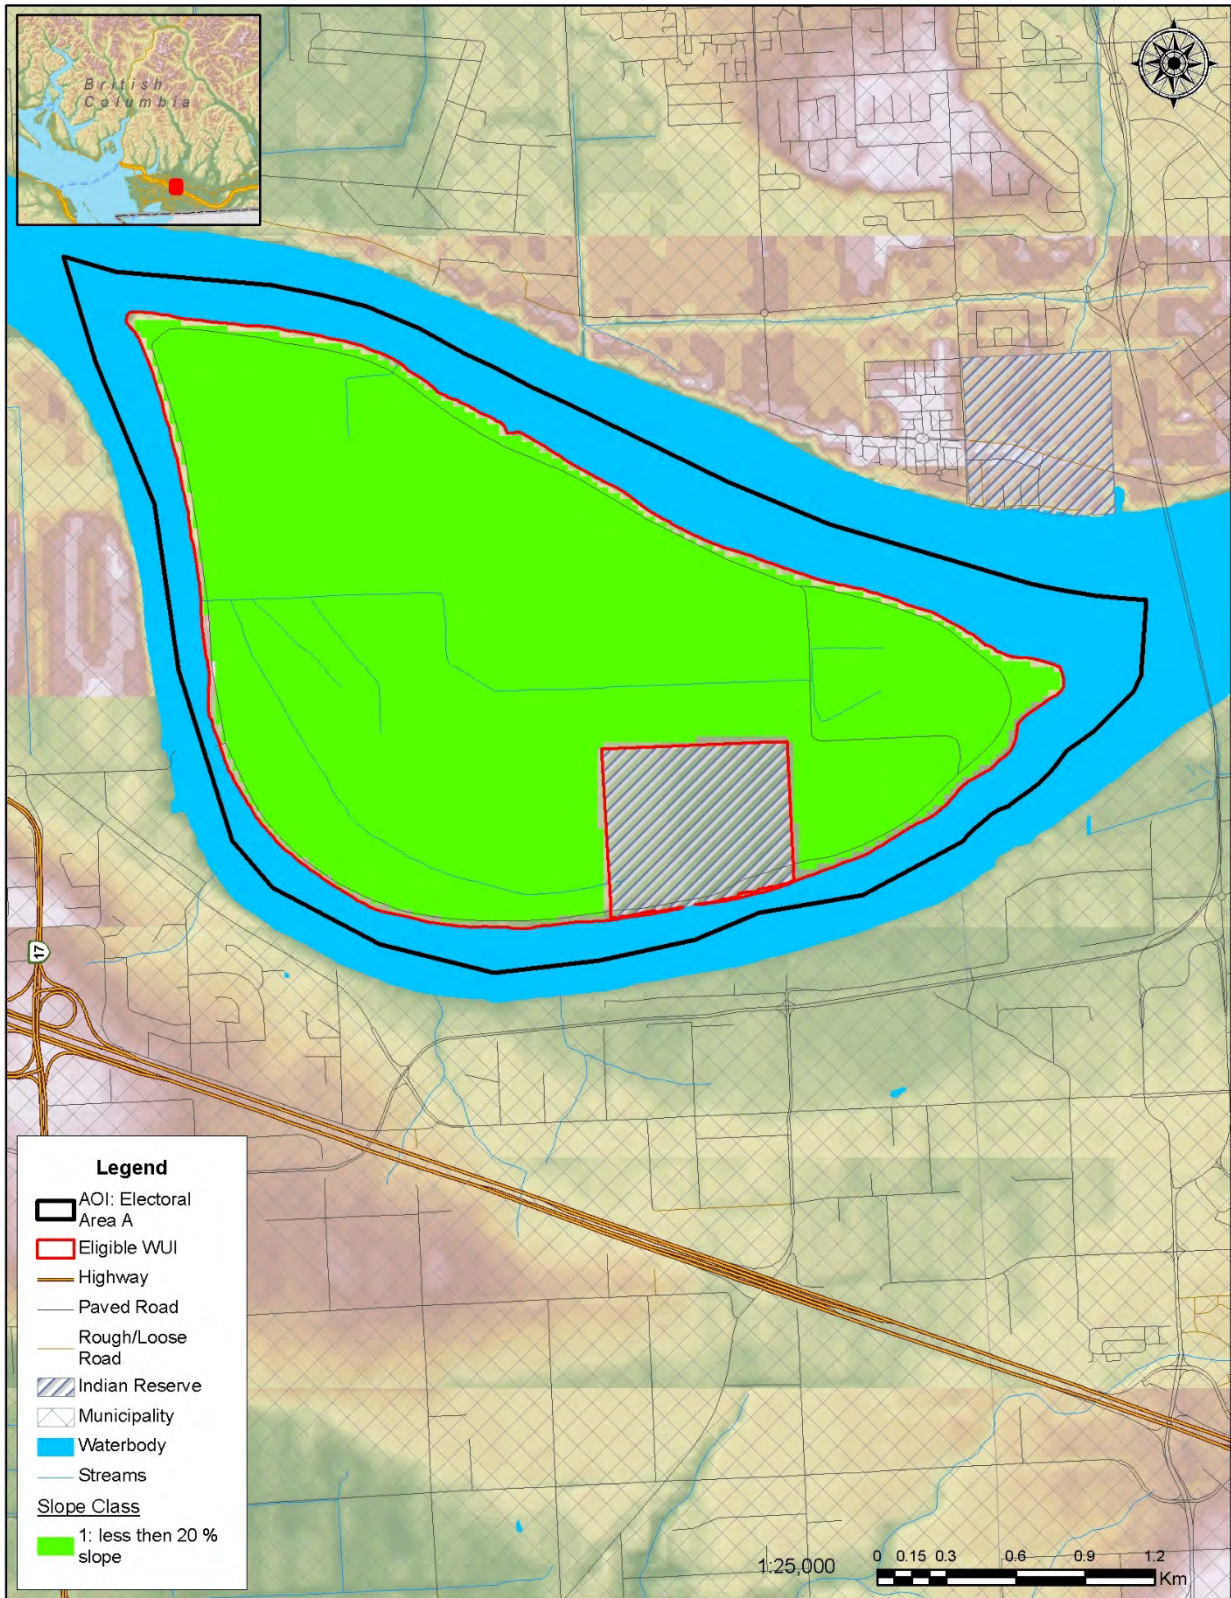 British
Columbia
17
Legend
AOI: Electoral
Area A
Eligible WUI
Highway
Paved Road
Rough/Loose
Road
Indian Reserve
Municipality
Waterbody
Streams
Slope Class
1: less then 20 %
slope
1:25,000
0 0.15 0.3 0.6 0.9 1.2
Km